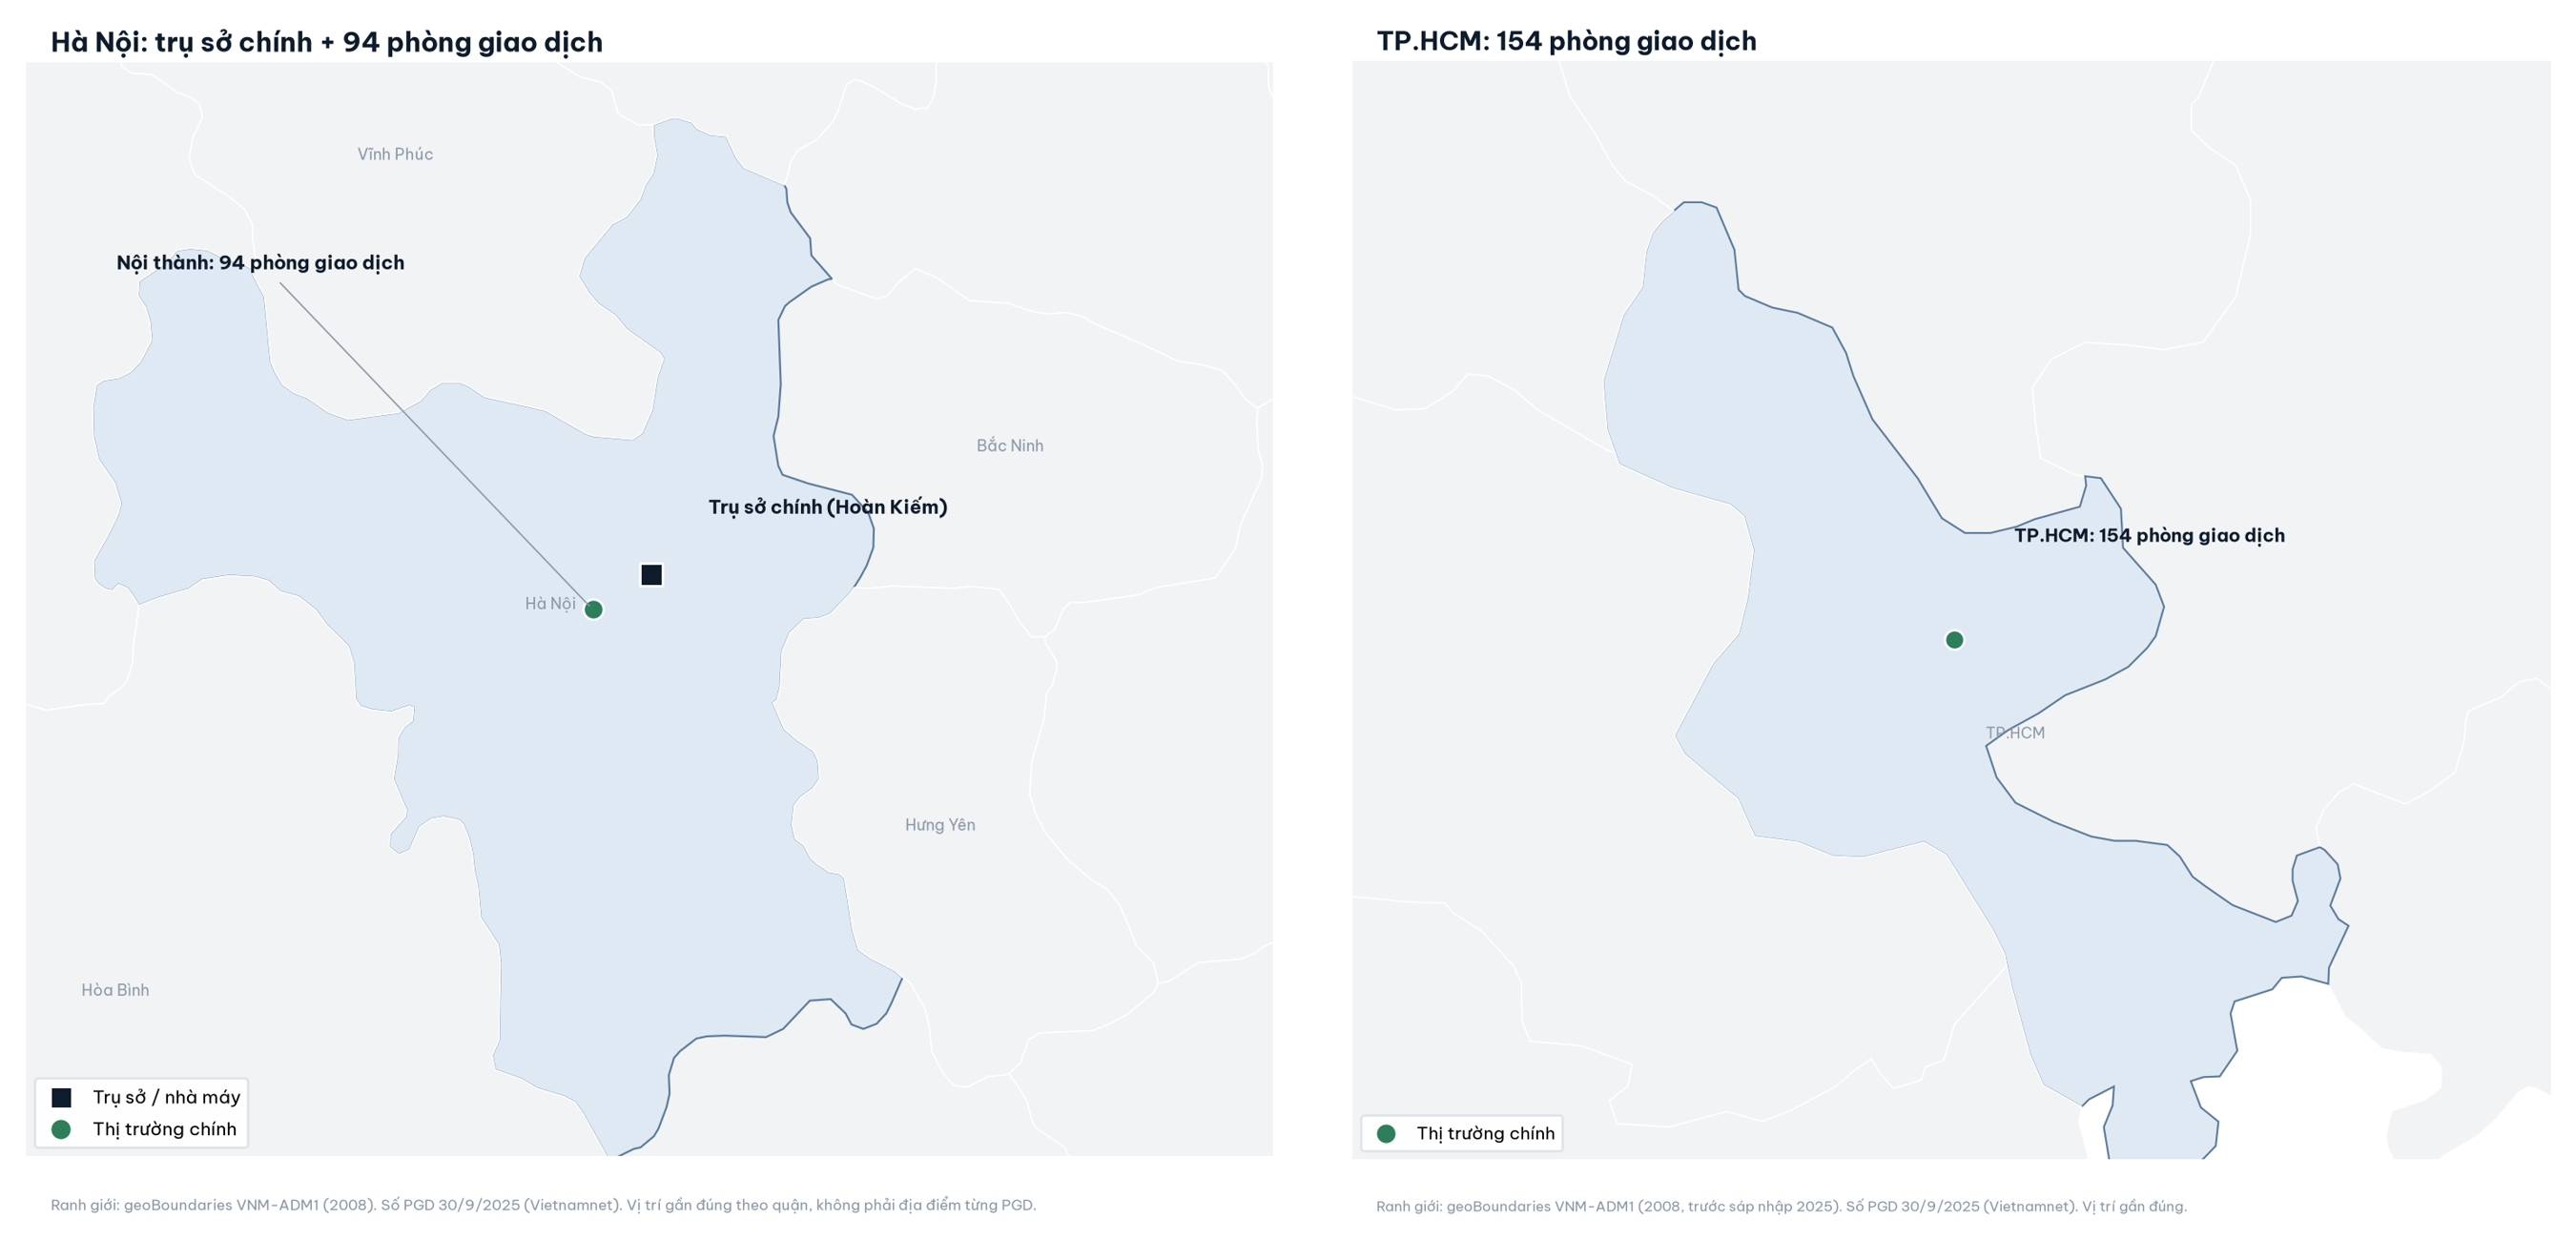 Hà Nội: trụ sở chính + 94 phòng giao dịch
Vĩnh Phúc
Nội thành: 94 phòng giao dịch
Bắc Ninh
Trụ sở chính (Hoàn Kiếm)
Hà Nội
Hưng Yên
Hòa Bình
Trụ sở / nhà máy
Thị trường chính
Ranh giới: geoBoundaries VNM-ADM1 (2008). Số PGD 30/9/2025 (Vietnamnet). Vị trí gần đúng theo quận, không phải địa điểm từng PGD.
TP.HCM: 154 phòng giao dịch
TP.HCM: 154 phòng giao dịch
TP.HCM
Thị trường chính
Ranh giới: geoBoundaries VNM-ADM1 (2008, trước sáp nhập 2025). Số PGD 30/9/2025 (Vietnamnet). Vị trí gần đúng.